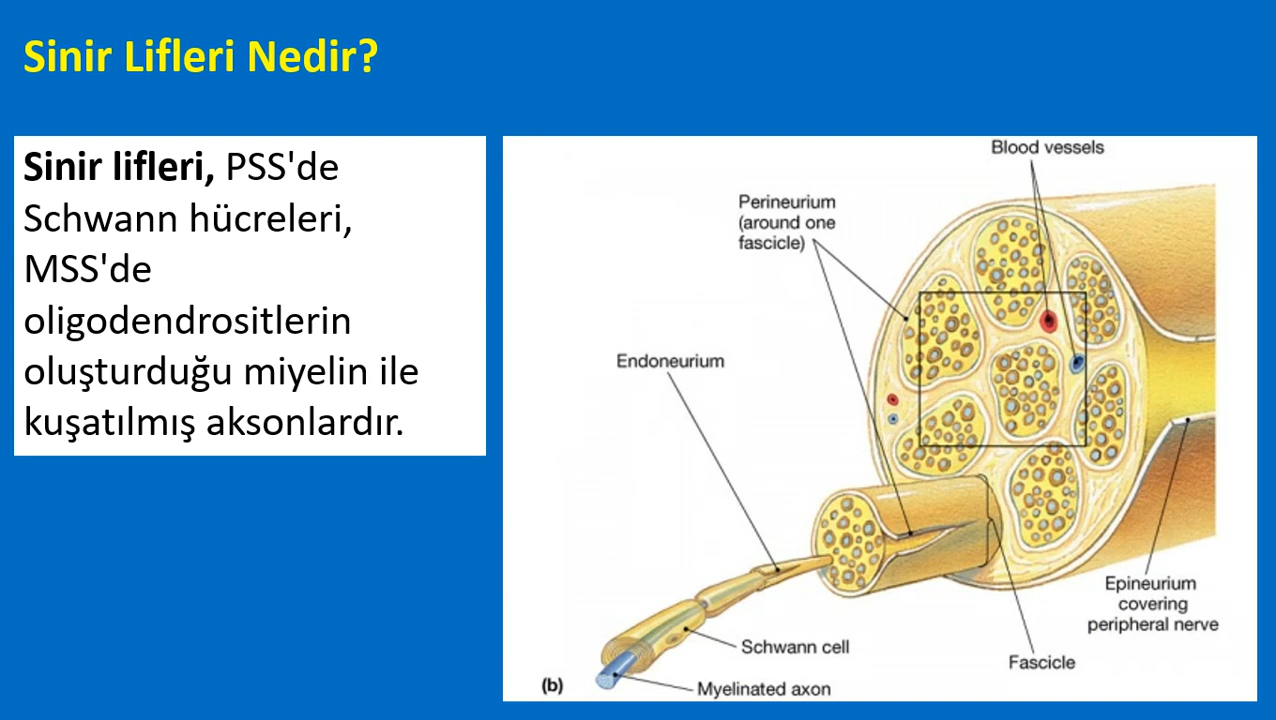 Sinir Lifleri Nedir?
Sinir lifleri, PSS'de
Schwann hücreleri,
MSS'de
oligodendrositlerin
oluşturduğu miyelin ile
kuşatılmış aksonlardır.
Blood vessels
Perineurium
(around one
fascicle)
Endoneurium
Epineurium
covering
peripheral nerve
Schwann cell
Fascicle
(b)
Myelinated axon